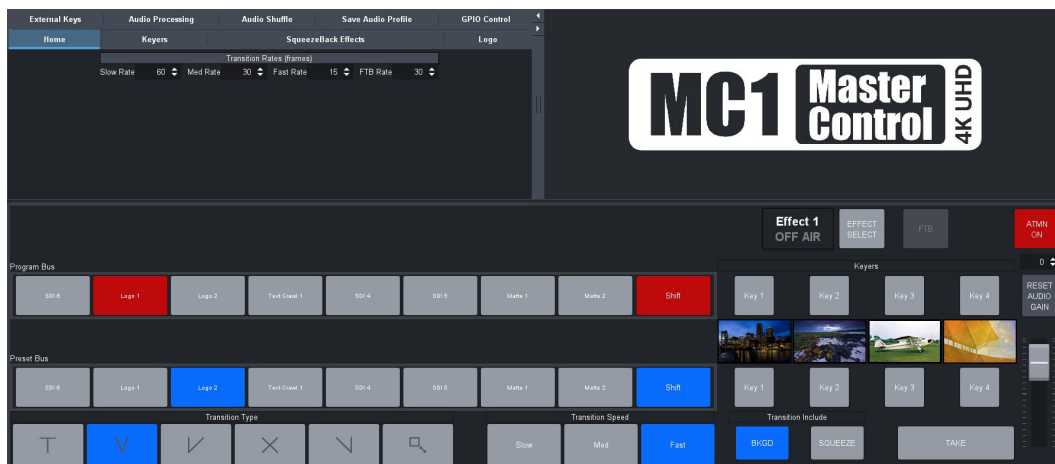 External Keys Audio Processing Audio Shuffle Save Audio Profile GPIO Control
Home Keyers SqueezeBack Effects Logo
Transition Rates (frames)
Slow Rate 60 Med Rate 30 Fast Rate 15 FTB Rate 30
MC1 Master Control 4K UHD
Effect 1
OFF AIR
EFFECT SELECT
FTB
ATMN ON
Program Bus
Keyers
0
SDI 6 Logo 1 Logo 2 Text Crawl 1 SDI 4 SDI 5 Matte 1 Matte 2 Shift
Key 1 Key 2 Key 3 Key 4
RESET AUDIO GAIN
Preset Bus
SDI 6 Logo 1 Logo 2 Text Crawl 1 SDI 4 SDI 5 Matte 1 Matte 2 Shift
Key 1 Key 2 Key 3 Key 4
Transition Type Transition Speed Transition Include
Slow Med Fast BKGD SQUEEZE TAKE